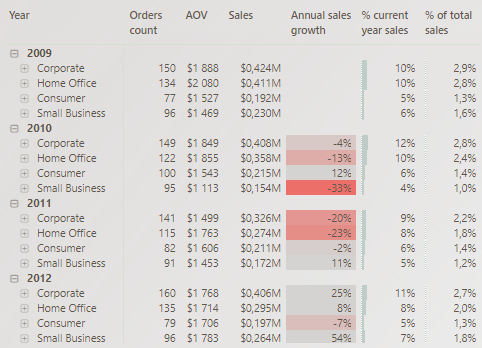 Year Orders count AOV Sales Annual sales growth % current year sales % of total sales
2009
Corporate 150 $1 888 $0,424M 10% 2,9%
Home Office 134 $2 080 $0,411M 10% 2,8%
Consumer 77 $1 527 $0,192M 5% 1,3%
Small Business 96 $1 469 $0,230M 6% 1,6%
2010
Corporate 149 $1 849 $0,408M -4% 12% 2,8%
Home Office 122 $1 855 $0,358M -13% 10% 2,4%
Consumer 100 $1 543 $0,215M 12% 6% 1,4%
Small Business 95 $1 113 $0,154M -33% 4% 1,0%
2011
Corporate 141 $1 499 $0,326M -20% 9% 2,2%
Home Office 115 $1 763 $0,274M -23% 8% 1,8%
Consumer 82 $1 606 $0,211M -2% 6% 1,4%
Small Business 91 $1 453 $0,172M 11% 5% 1,2%
2012
Corporate 160 $1 768 $0,406M 25% 11% 2,7%
Home Office 135 $1 714 $0,295M 8% 8% 2,0%
Consumer 79 $1 706 $0,197M -7% 5% 1,3%
Small Business 96 $1 783 $0,264M 54% 7% 1,8%